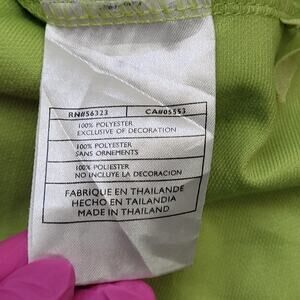 RN#56323 CA#05553
100% POLYESTER
EXCLUSIVE OF DECORATION
100% POLYESTER
SANS ORNEMENTS
100% POLIESTER
NO INCLUYE LA DECORACION
FABRIQUE EN THAILANDE
HECHO EN TAILANDIA
MADE IN THAILAND